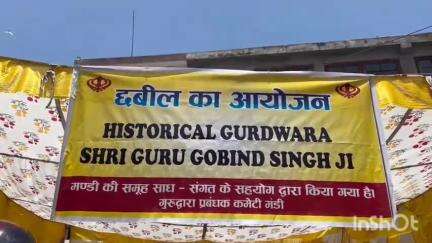 छबील का आयोजन
HISTORICAL GURDWARA
SHRI GURU GOBIND SINGH JI
मण्डी की समूह साध - संगत के सहयोग द्वारा किया गया है।
गुरुद्वारा प्रबंधक कमेटी मंडी
InShOt